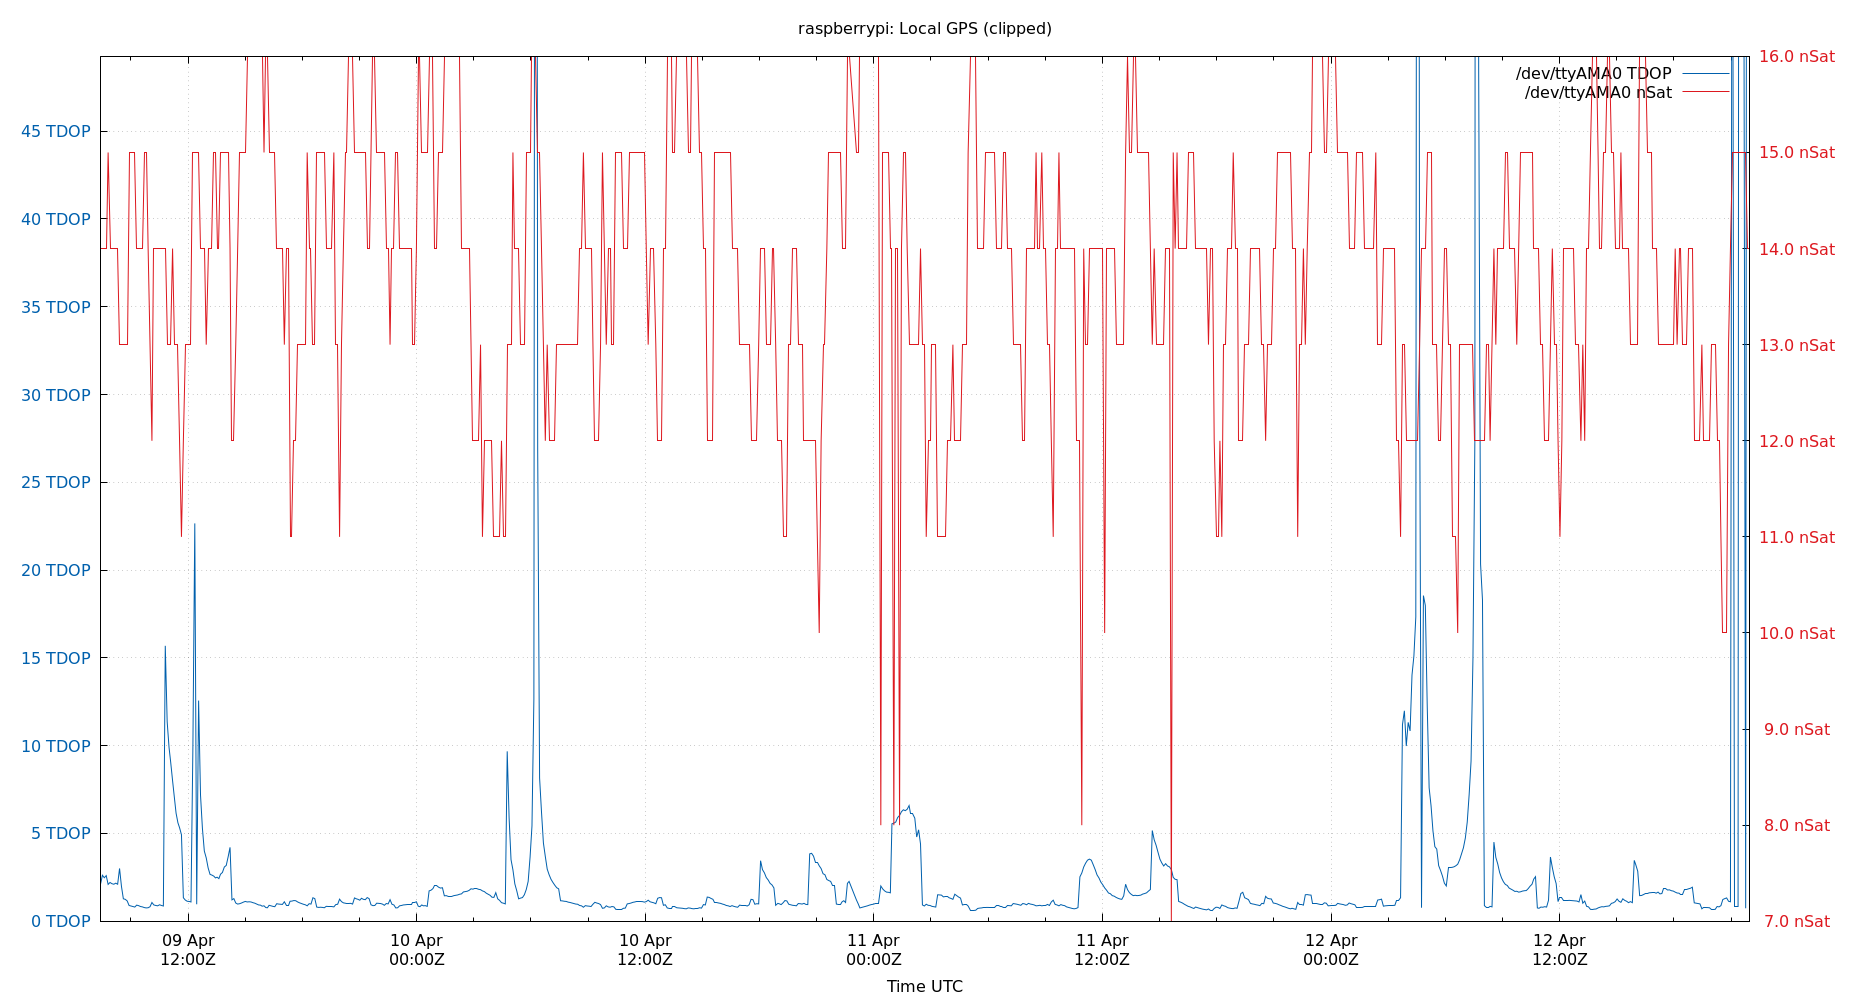 raspberrypi: Local GPS (clipped)
/dev/ttyAMA0 TDOP
/dev/ttyAMA0 nSat
45 TDOP
40 TDOP
35 TDOP
30 TDOP
25 TDOP
20 TDOP
15 TDOP
10 TDOP
5 TDOP
0 TDOP
16.0 nSat
15.0 nSat
14.0 nSat
13.0 nSat
12.0 nSat
11.0 nSat
10.0 nSat
9.0 nSat
8.0 nSat
7.0 nSat
09 Apr
12:00Z
10 Apr
00:00Z
10 Apr
12:00Z
11 Apr
00:00Z
11 Apr
12:00Z
12 Apr
00:00Z
12 Apr
12:00Z
Time UTC